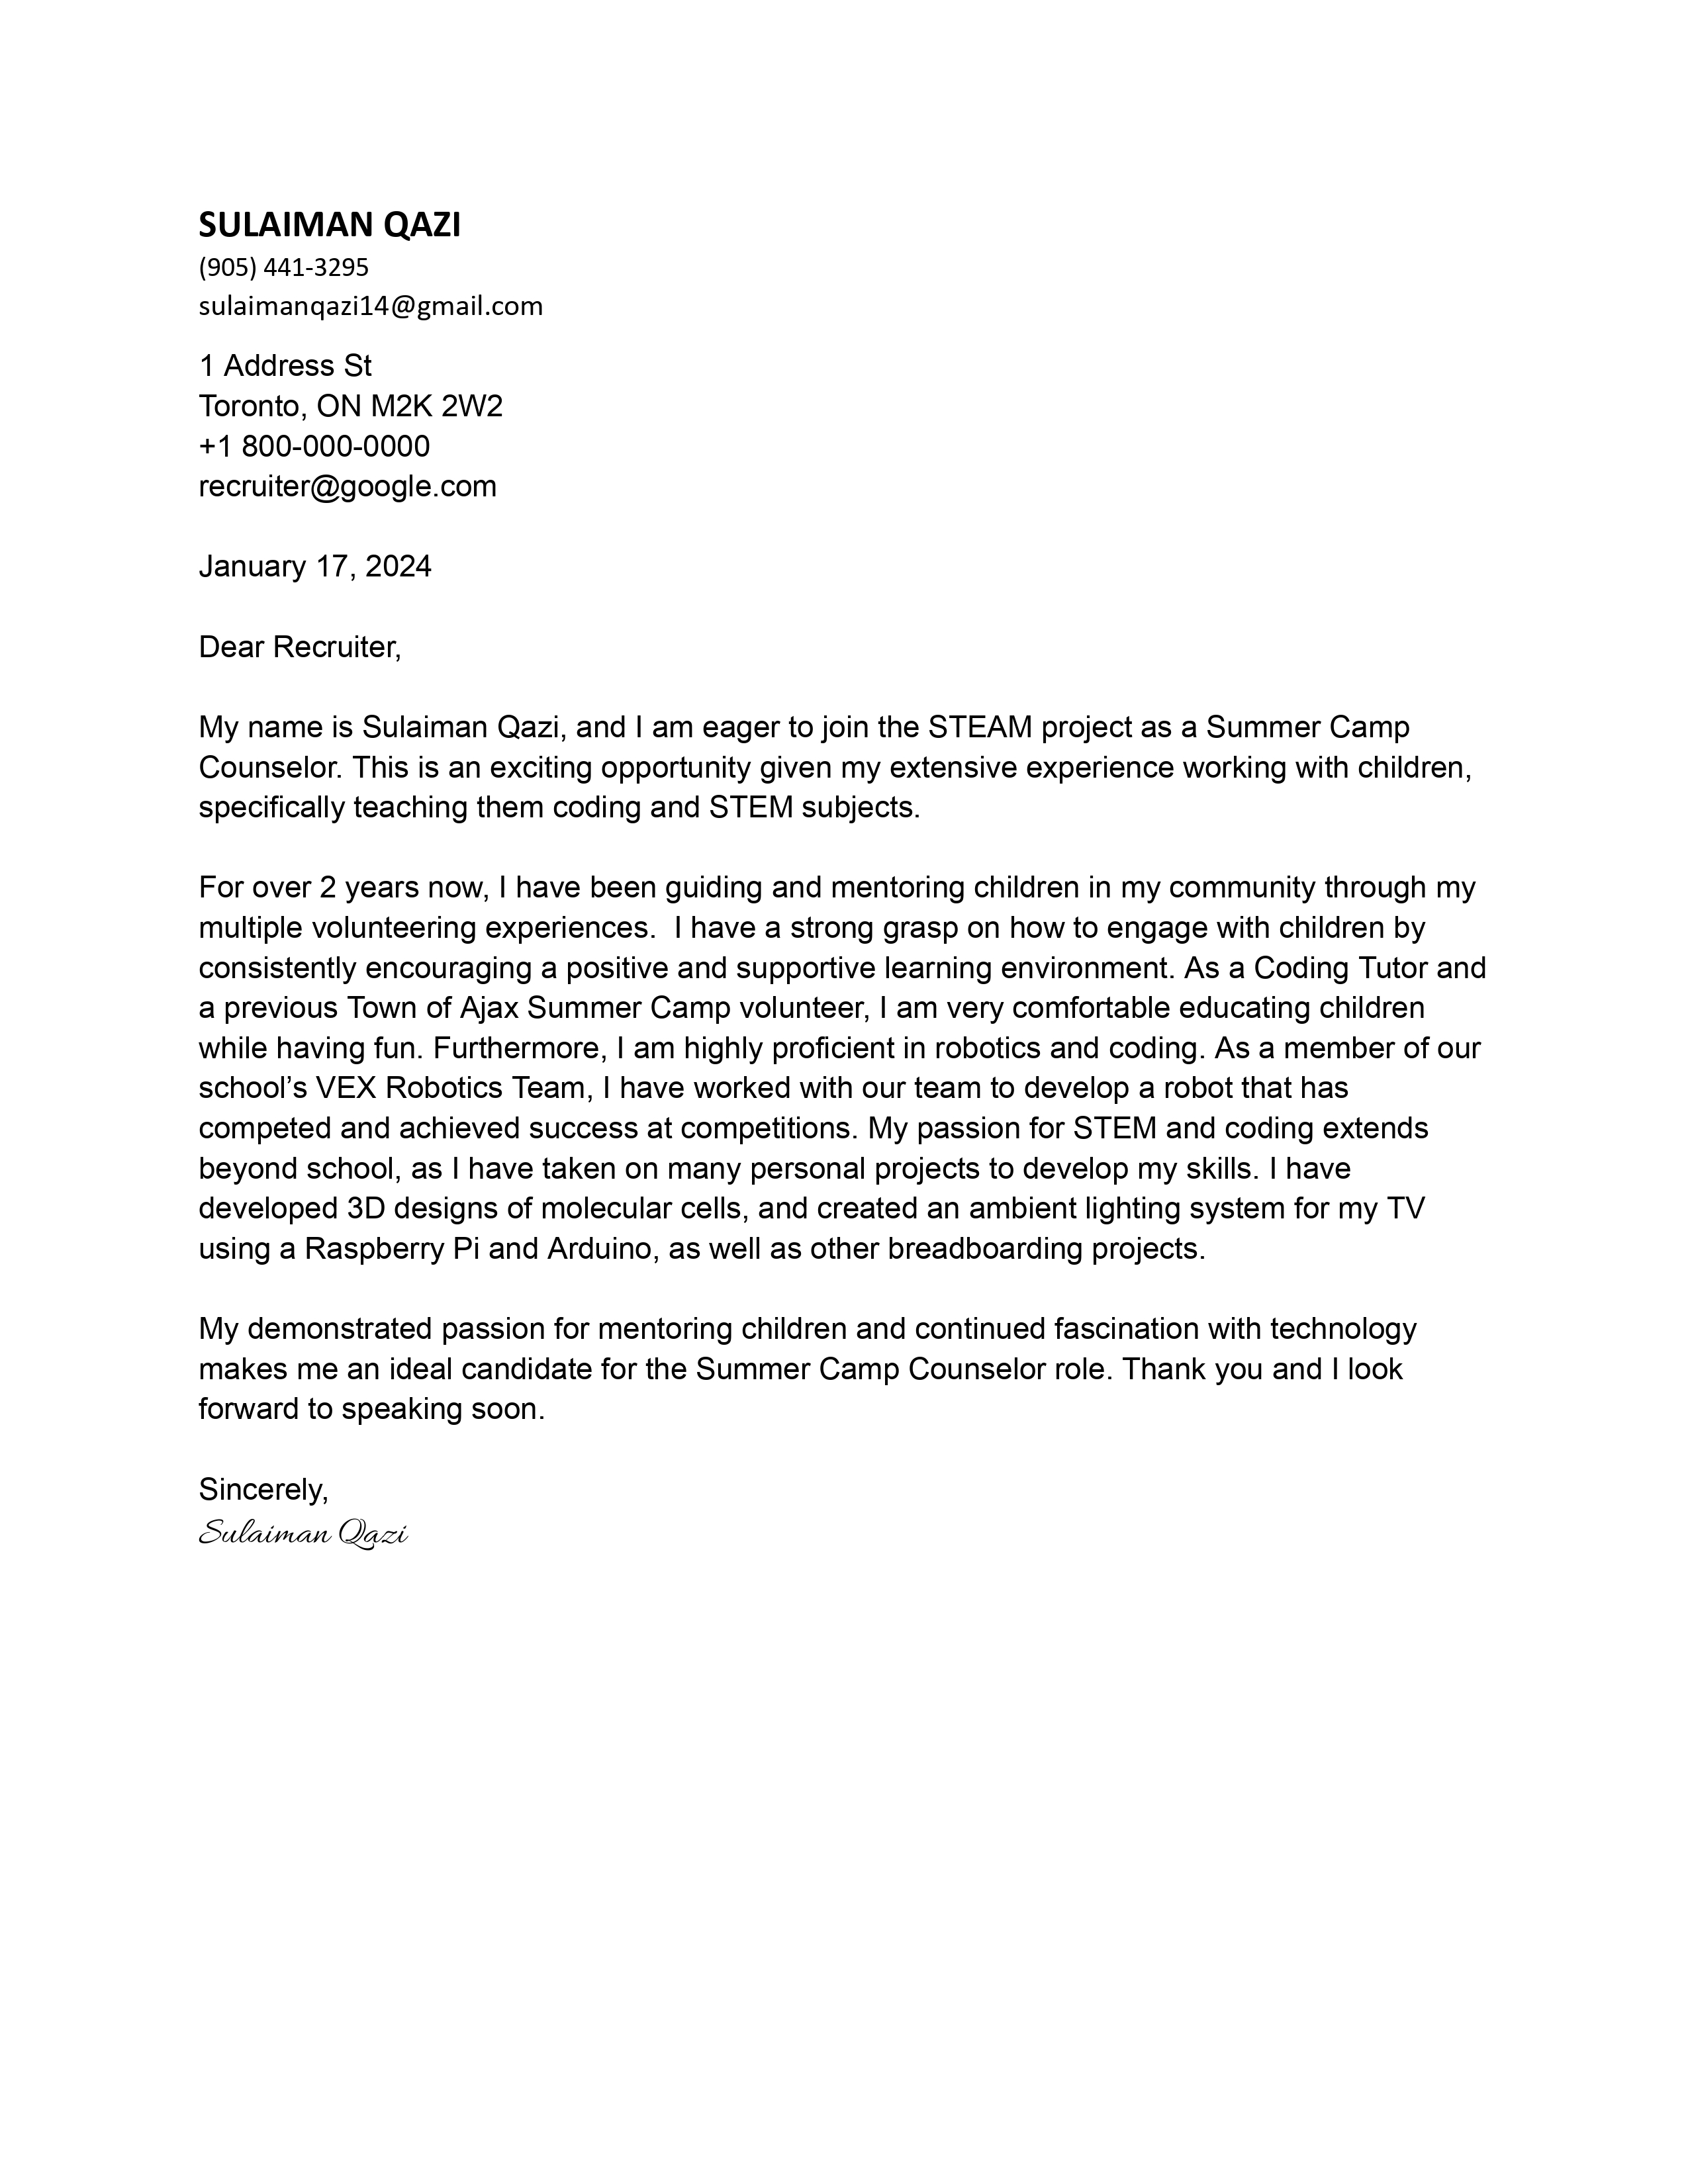 SULAIMAN QAZI
(905) 441-3295
sulaimanqazi14@gmail.com
1 Address St
Toronto, ON M2K 2W2
+1 800-000-0000
recruiter@google.com
January 17, 2024
Dear Recruiter,
My name is Sulaiman Qazi, and I am eager to join the STEAM project as a Summer Camp
Counselor. This is an exciting opportunity given my extensive experience working with children,
specifically teaching them coding and STEM subjects.
For over 2 years now, I have been guiding and mentoring children in my community through my
multiple volunteering experiences.  I have a strong grasp on how to engage with children by
consistently encouraging a positive and supportive learning environment. As a Coding Tutor and
a previous Town of Ajax Summer Camp volunteer, I am very comfortable educating children
while having fun. Furthermore, I am highly proficient in robotics and coding. As a member of our
school’s VEX Robotics Team, I have worked with our team to develop a robot that has
competed and achieved success at competitions. My passion for STEM and coding extends
beyond school, as I have taken on many personal projects to develop my skills. I have
developed 3D designs of molecular cells, and created an ambient lighting system for my TV
using a Raspberry Pi and Arduino, as well as other breadboarding projects.
My demonstrated passion for mentoring children and continued fascination with technology
makes me an ideal candidate for the Summer Camp Counselor role. Thank you and I look
forward to speaking soon.
Sincerely,
Sulaiman Qazi